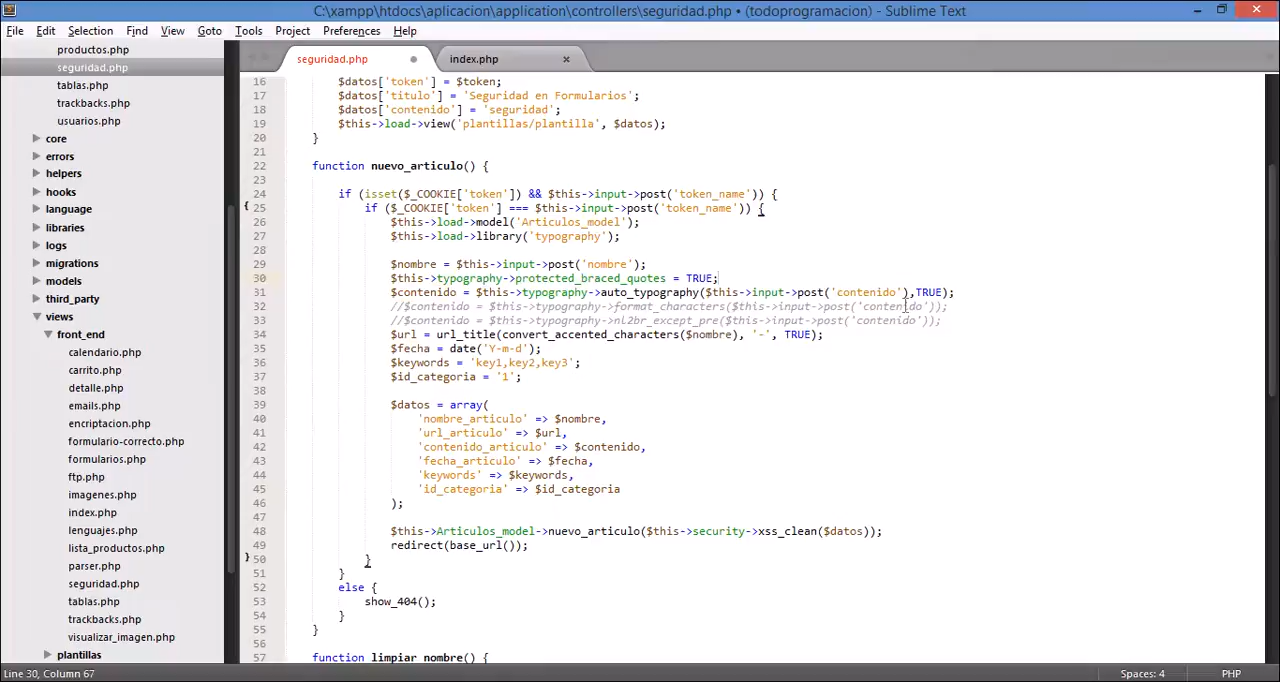 C:\xampp\htdocs\aplicacion\application\controllers\seguridad.php • (todoprogramacion) - Sublime Text
File Edit Selection Find View Goto Tools Project Preferences Help
productos.php
seguridad.php
tablas.php
trackbacks.php
usuarios.php
core
errors
helpers
hooks
language
libraries
logs
migrations
models
third_party
views
front_end
calendario.php
carrito.php
detalle.php
emails.php
encriptacion.php
formulario-correcto.php
formularios.php
ftp.php
imagenes.php
index.php
lenguajes.php
lista_productos.php
parser.php
seguridad.php
tablas.php
trackbacks.php
visualizar_imagen.php
plantillas
seguridad.php index.php
16 $datos['token'] = $token;
17 $datos['titulo'] = 'Seguridad en Formularios';
18 $datos['contenido'] = 'seguridad';
19 $this->load->view('plantillas/plantilla', $datos);
20 }
21
22 function nuevo_articulo() {
23
24 if (isset($_COOKIE['token']) && $this->input->post('token_name')) {
25 if ($_COOKIE['token'] === $this->input->post('token_name')) {
26 $this->load->model('Articulos_model');
27 $this->load->library('typography');
28
29 $nombre = $this->input->post('nombre');
30 $this->typography->protected_braced_quotes = TRUE;
31 $contenido = $this->typography->auto_typography($this->input->post('contenido'),TRUE);
32 //$contenido = $this->typography->format_characters($this->input->post('contenido'));
33 //$contenido = $this->typography->nl2br_except_pre($this->input->post('contenido'));
34 $url = url_title(convert_accented_characters($nombre), '-', TRUE);
35 $fecha = date('Y-m-d');
36 $keywords = 'key1,key2,key3';
37 $id_categoria = '1';
38
39 $datos = array(
40 'nombre_articulo' => $nombre,
41 'url_articulo' => $url,
42 'contenido_articulo' => $contenido,
43 'fecha_articulo' => $fecha,
44 'keywords' => $keywords,
45 'id_categoria' => $id_categoria
46 );
47
48 $this->Articulos_model->nuevo_articulo($this->security->xss_clean($datos));
49 redirect(base_url());
50 }
51 }
52 else {
53 show_404();
54 }
55 }
56
57 function limpiar_nombre() {
Line 30, Column 67
Spaces: 4
PHP